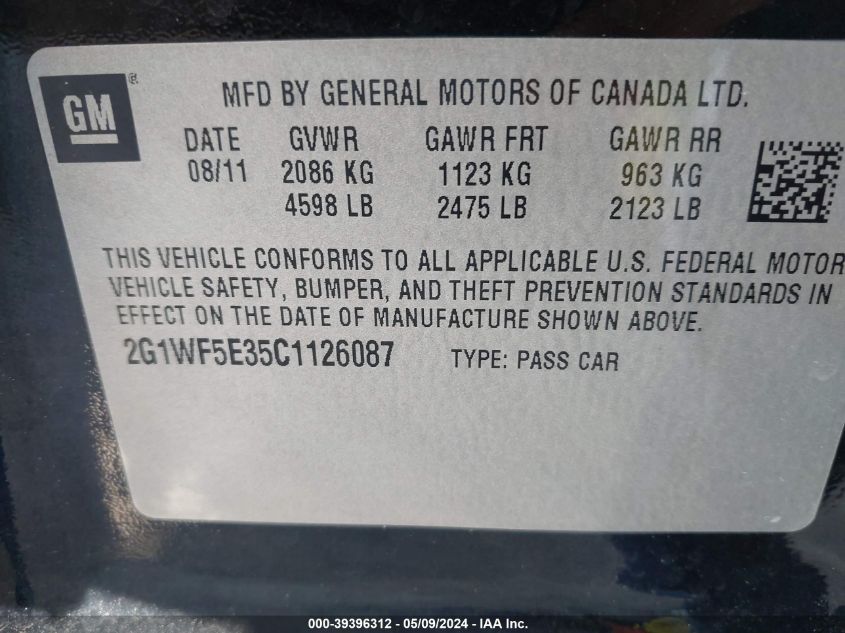 GM ®
MFD BY GENERAL MOTORS OF CANADA LTD.
DATE GVWR GAWR FRT GAWR RR
08/11 2086 KG 1123 KG 963 KG
4598 LB 2475 LB 2123 LB
THIS VEHICLE CONFORMS TO ALL APPLICABLE U.S. FEDERAL MOTOR
VEHICLE SAFETY, BUMPER, AND THEFT PREVENTION STANDARDS IN
EFFECT ON THE DATE OF MANUFACTURE SHOWN ABOVE.
2G1WF5E35C1126087 TYPE: PASS CAR
000-39396312 - 05/09/2024 - IAA Inc.